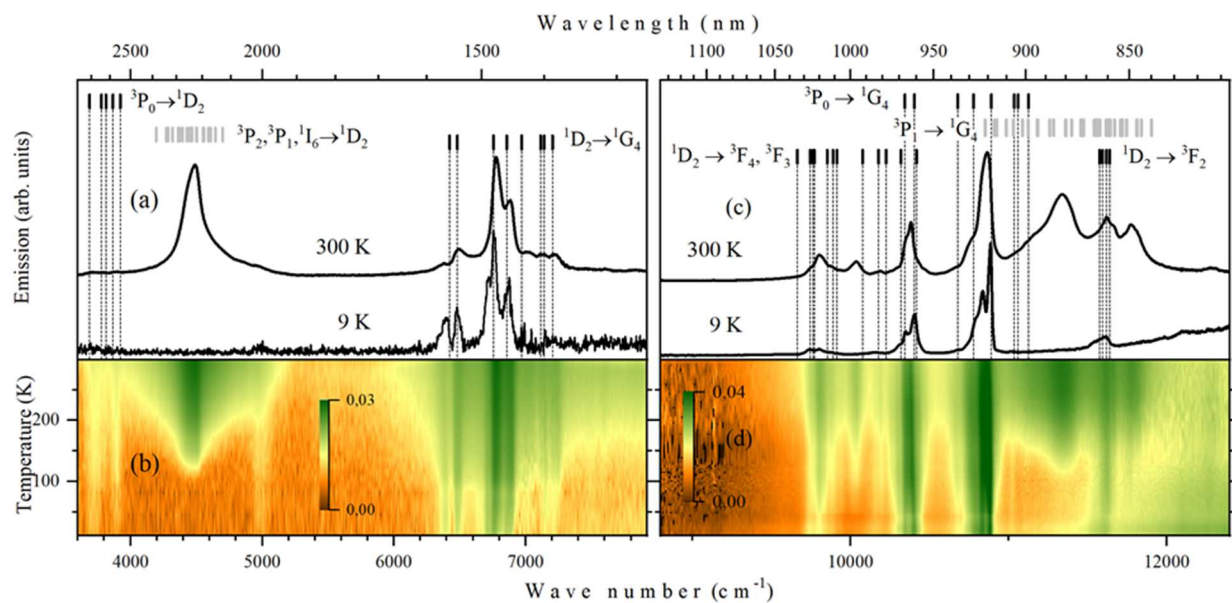 Wavelength (nm)
2500 2000 1500
1100 1050 1000 950 900 850
³P₀→¹D₂
³P₂,³P₁,¹I₆→¹D₂
¹D₂→¹G₄
(a)
300 K
9 K
Emission (arb. units)
³P₀→¹G₄
³P₁→¹G₄
¹D₂→³F₄, ³F₃
¹D₂→³F₂
(c)
300 K
9 K
Temperature (K)
200
100
(b)
0,03
0,00
0,04
(d)
0,00
4000 5000 6000 7000
10000 12000
Wave number (cm⁻¹)